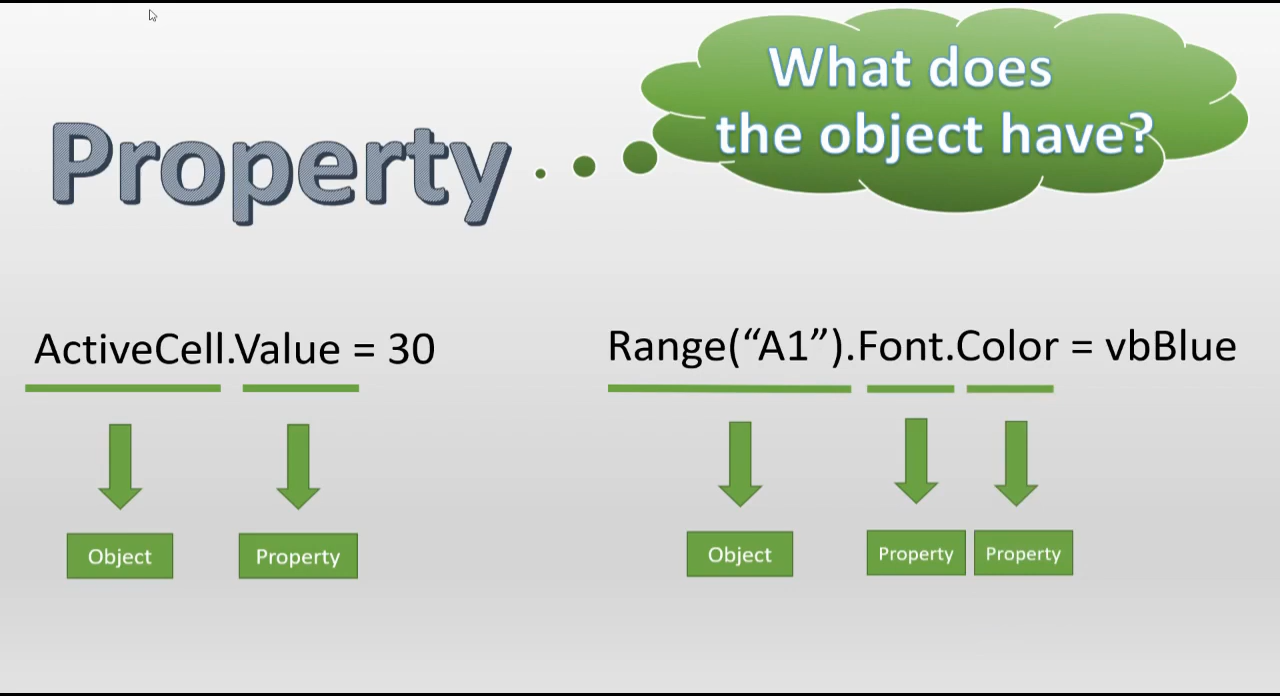 Property
What does
the object have?
ActiveCell.Value = 30
Range(“A1”).Font.Color = vbBlue
Object
Property
Object
Property
Property